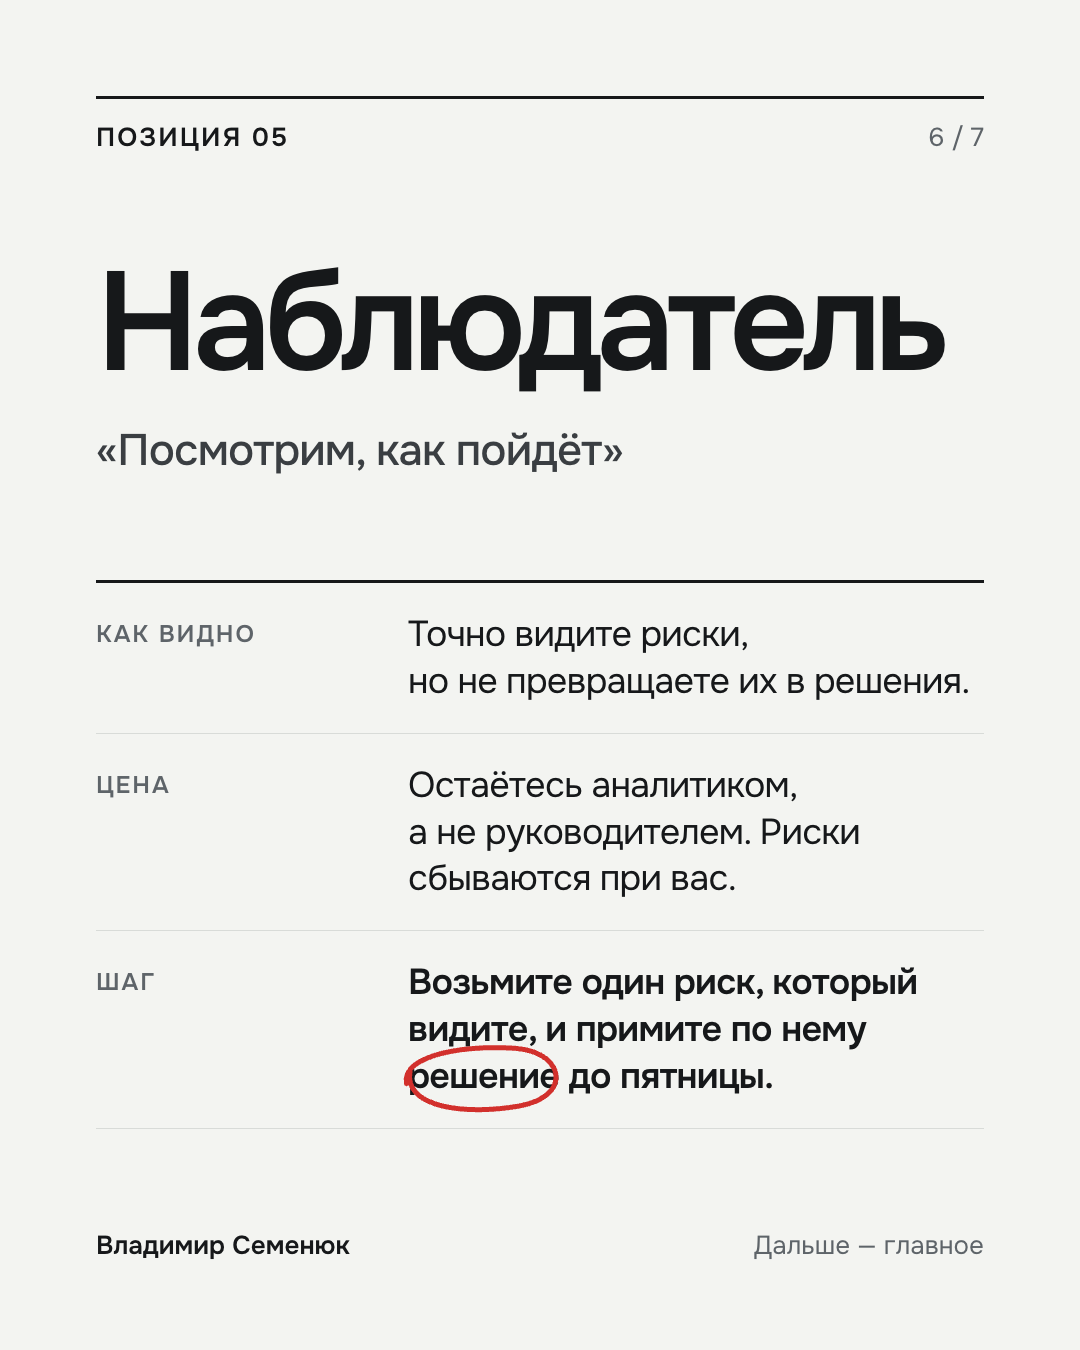 ПОЗИЦИЯ 05
6 / 7
Наблюдатель
«Посмотрим, как пойдёт»
КАК ВИДНО
Точно видите риски,
но не превращаете их в решения.
ЦЕНА
Остаётесь аналитиком,
а не руководителем. Риски
сбываются при вас.
ШАГ
Возьмите один риск, который
видите, и примите по нему
решение до пятницы.
Владимир Семенюк
Дальше — главное